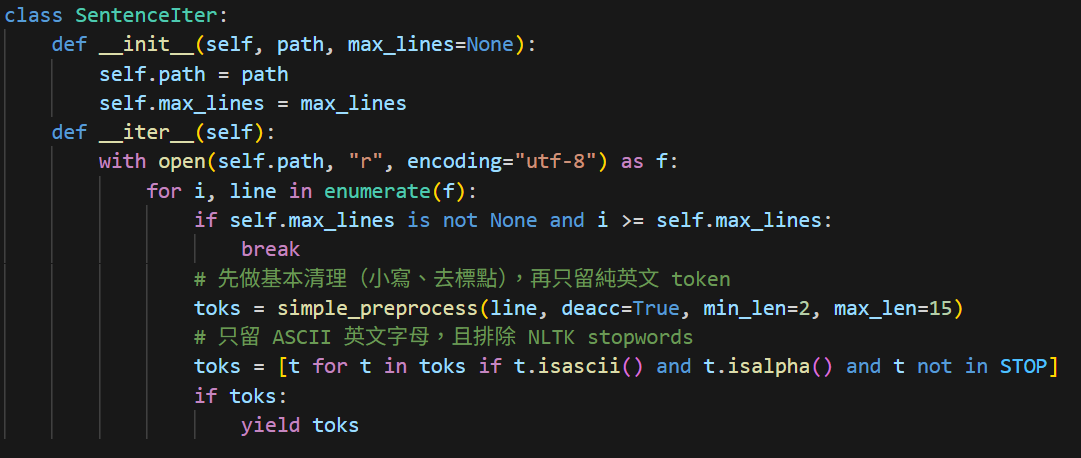 class SentenceIter:
    def __init__(self, path, max_lines=None):
        self.path = path
        self.max_lines = max_lines
    def __iter__(self):
        with open(self.path, "r", encoding="utf-8") as f:
            for i, line in enumerate(f):
                if self.max_lines is not None and i >= self.max_lines:
                    break
                # 先做基本清理（小寫、去標點），再只留純英文 token
                toks = simple_preprocess(line, deacc=True, min_len=2, max_len=15)
                # 只留 ASCII 英文字母，且排除 NLTK stopwords
                toks = [t for t in toks if t.isascii() and t.isalpha() and t not in STOP]
                if toks:
                    yield toks